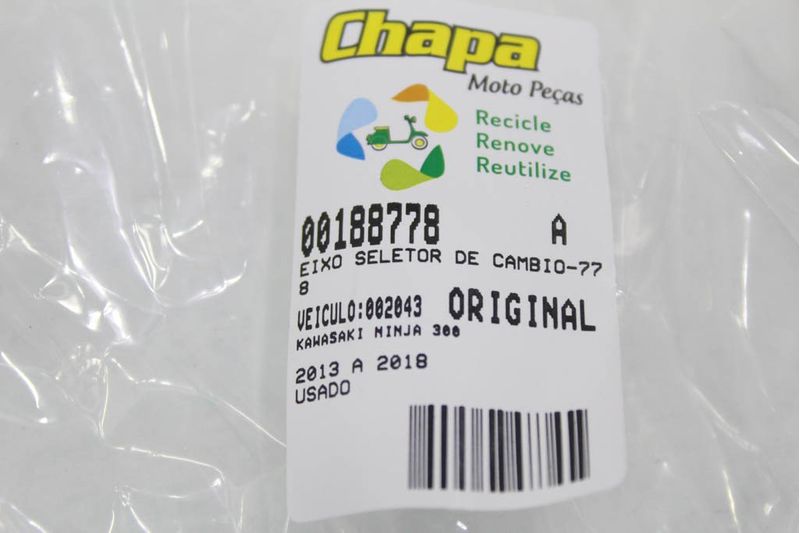 Chapa
Moto Peças
Recicle
Renove
Reutilize
00188778 A
EIXO SELETOR DE CAMBIO-77
8
VEICULO:002043 ORIGINAL
KAWASAKI NINJA 300
2013 A 2018
USADO